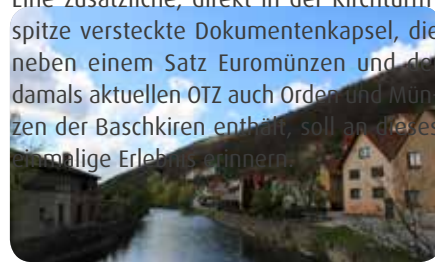 Eine zusätzliche, direkt in der Kirchturm-
spitze versteckte Dokumentenkapsel, die
neben einem Satz Euromünzen und
damals aktuellen OTZ auch Orden und Mün-
zen der Baschkiren enthält, soll an dieses
einmalige Erlebnis erinnern.